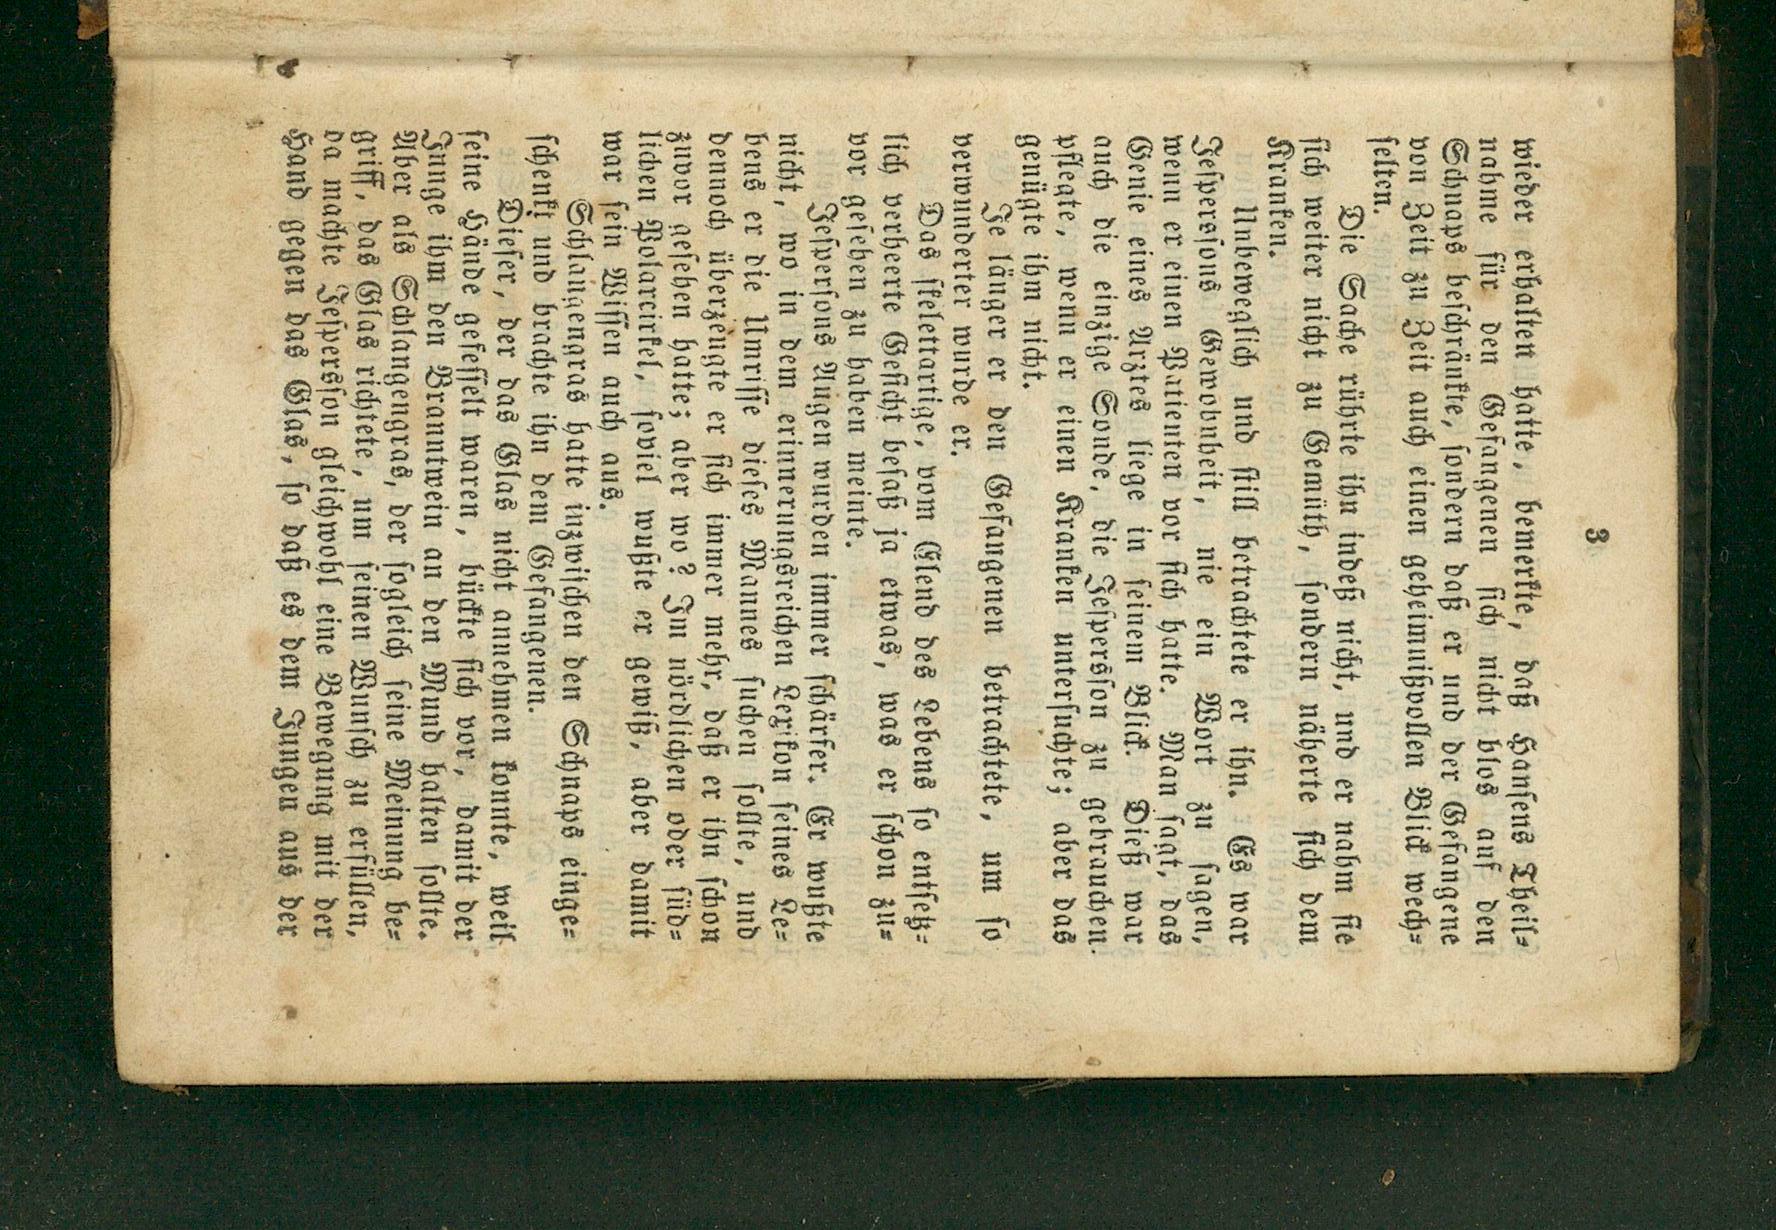 3
wieder erhalten hatte, bemerkte, daß Hansens Theil=
nahme für den Gefangenen sich nicht blos auf den
Schnaps beschränkte, sondern daß er und der Gefangene
von Zeit zu Zeit auch einen geheimnißvollen Blick wech=
selten.
Die Sache rührte ihn indeß nicht, und er nahm sie
sich weiter nicht zu Gemüth, sondern näherte sich dem
Kranken.
Unbeweglich und still betrachtete er ihn. Es war
Jespersons Gewohnheit, nie ein Wort zu sagen,
wenn er einen Patienten vor sich hatte. Man sagt, das
Genie eines Arztes liege in seinem Blick. Dieß war
auch die einzige Sonde, die Jesperson zu gebrauchen
pflegte, wenn er einen Kranken untersuchte; aber das
genügte ihm nicht.
Je länger er den Gefangenen betrachtete, um so
verwunderter wurde er.
Das skelettartige, vom Elend des Lebens so entsetz=
lich verheerte Gesicht besaß ja etwas, was er schon zu=
vor gesehen zu haben meinte.
Jespersons Augen wurden immer schärfer. Er wußte
nicht, wo in dem erinnerungsreichen Lexikon seines Le=
bens er die Umrisse dieses Mannes suchen sollte, und
dennoch überzeugte er sich immer mehr, daß er ihn schon
zuvor gesehen hatte; aber wo? Im nördlichen oder süd=
lichen Polarcirkel, soviel wußte er gewiß, aber damit
war sein Wissen auch aus.
Schlangengras hatte inzwischen den Schnaps einge=
schenkt und brachte ihn dem Gefangenen.
Dieser, der das Glas nicht annehmen konnte, weil
seine Hände gefesselt waren, bückte sich vor, damit der
Junge ihm den Branntwein an den Mund halten sollte.
Aber als Schlangengras, der sogleich seine Meinung be=
griff, das Glas richtete, um seinen Wunsch zu erfüllen,
da machte Jesperson gleichwohl eine Bewegung mit der
Hand gegen das Glas, so daß es dem Jungen aus der